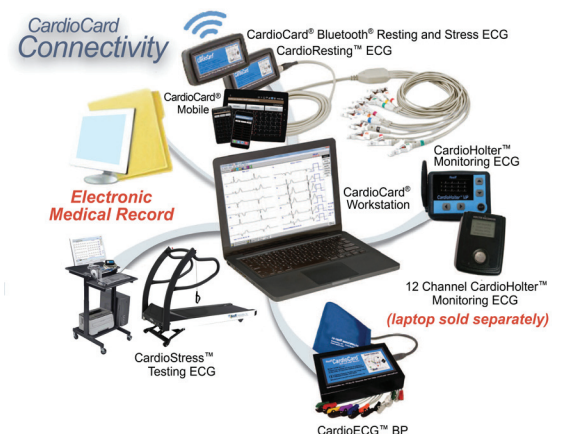 CardioCard
Connectivity
CardioCard® Bluetooth® Resting and Stress ECG
CardioResting™ ECG
CardioCard®
Mobile
CardioHolter™
Monitoring ECG
Electronic
Medical Record
CardioCard®
Workstation
12 Channel CardioHolter™
Monitoring ECG
(laptop sold separately)
CardioStress™
Testing ECG
CardioCard
CardioECG™ BP